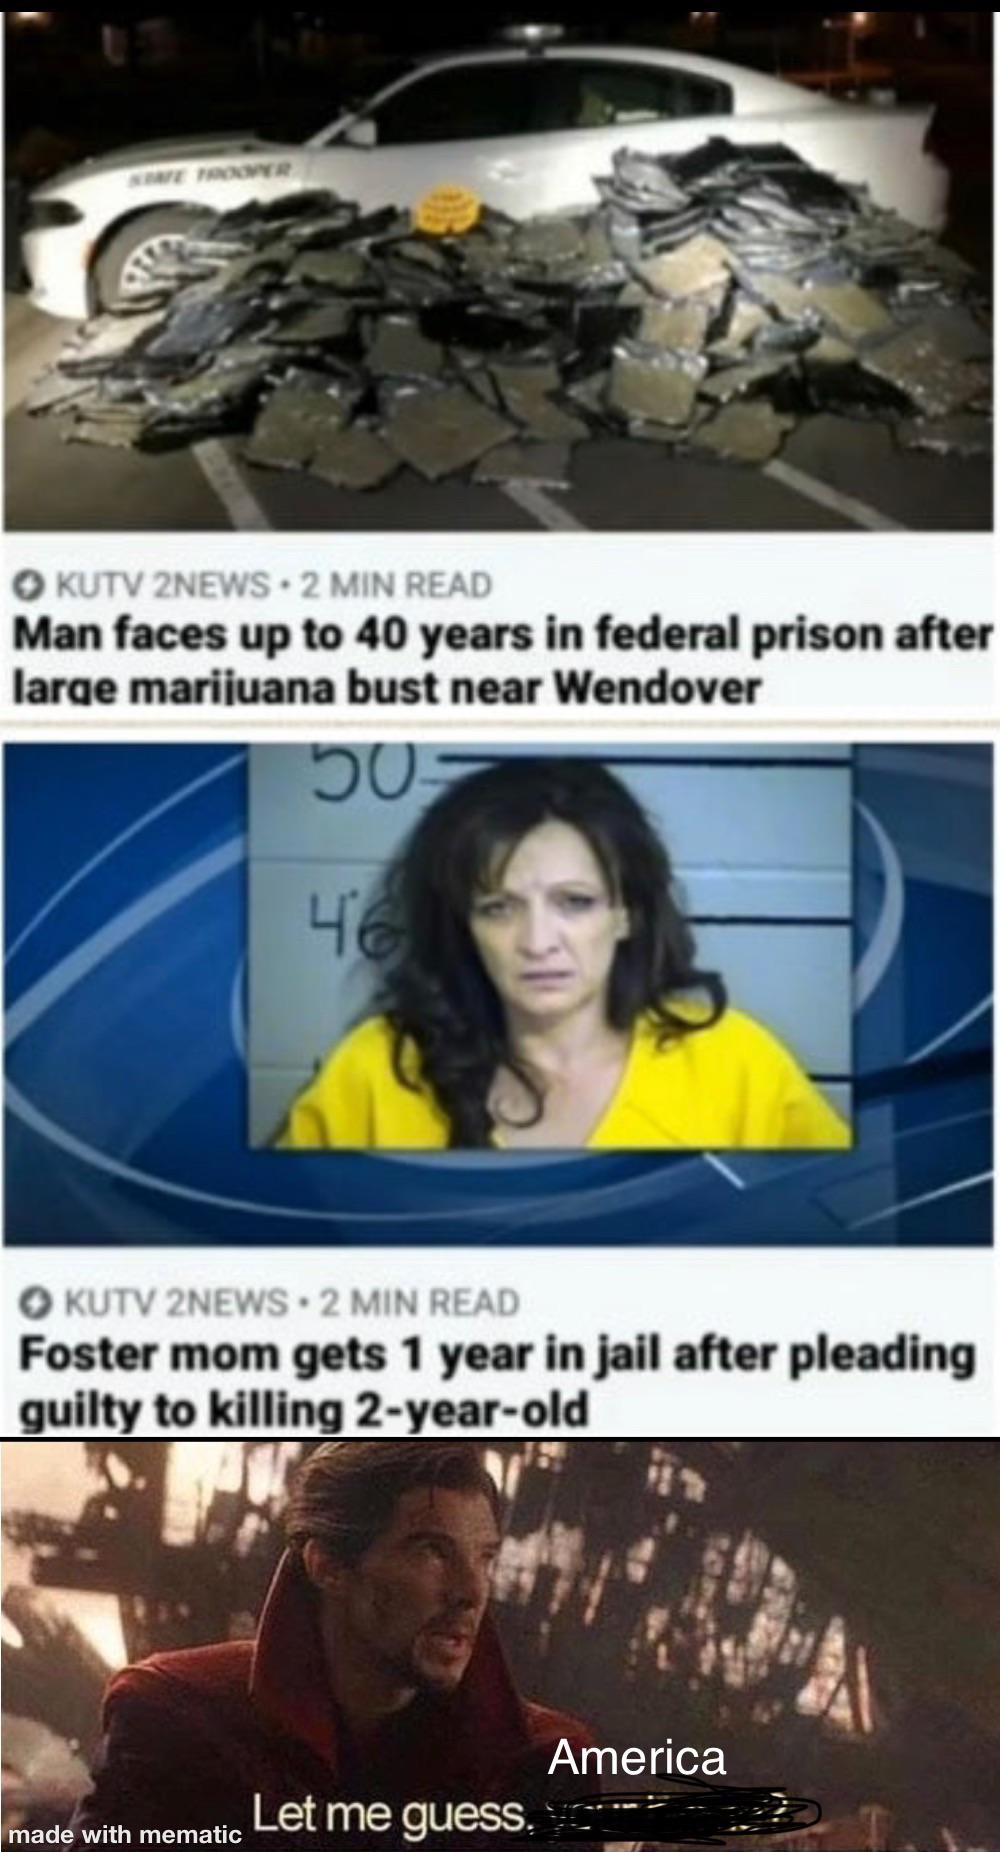 STATE TROOPER
KUTV 2NEWS • 2 MIN READ
Man faces up to 40 years in federal prison after
large marijuana bust near Wendover
50
46
KUTV 2NEWS • 2 MIN READ
Foster mom gets 1 year in jail after pleading
guilty to killing 2-year-old
America
Let me guess.
made with mematic